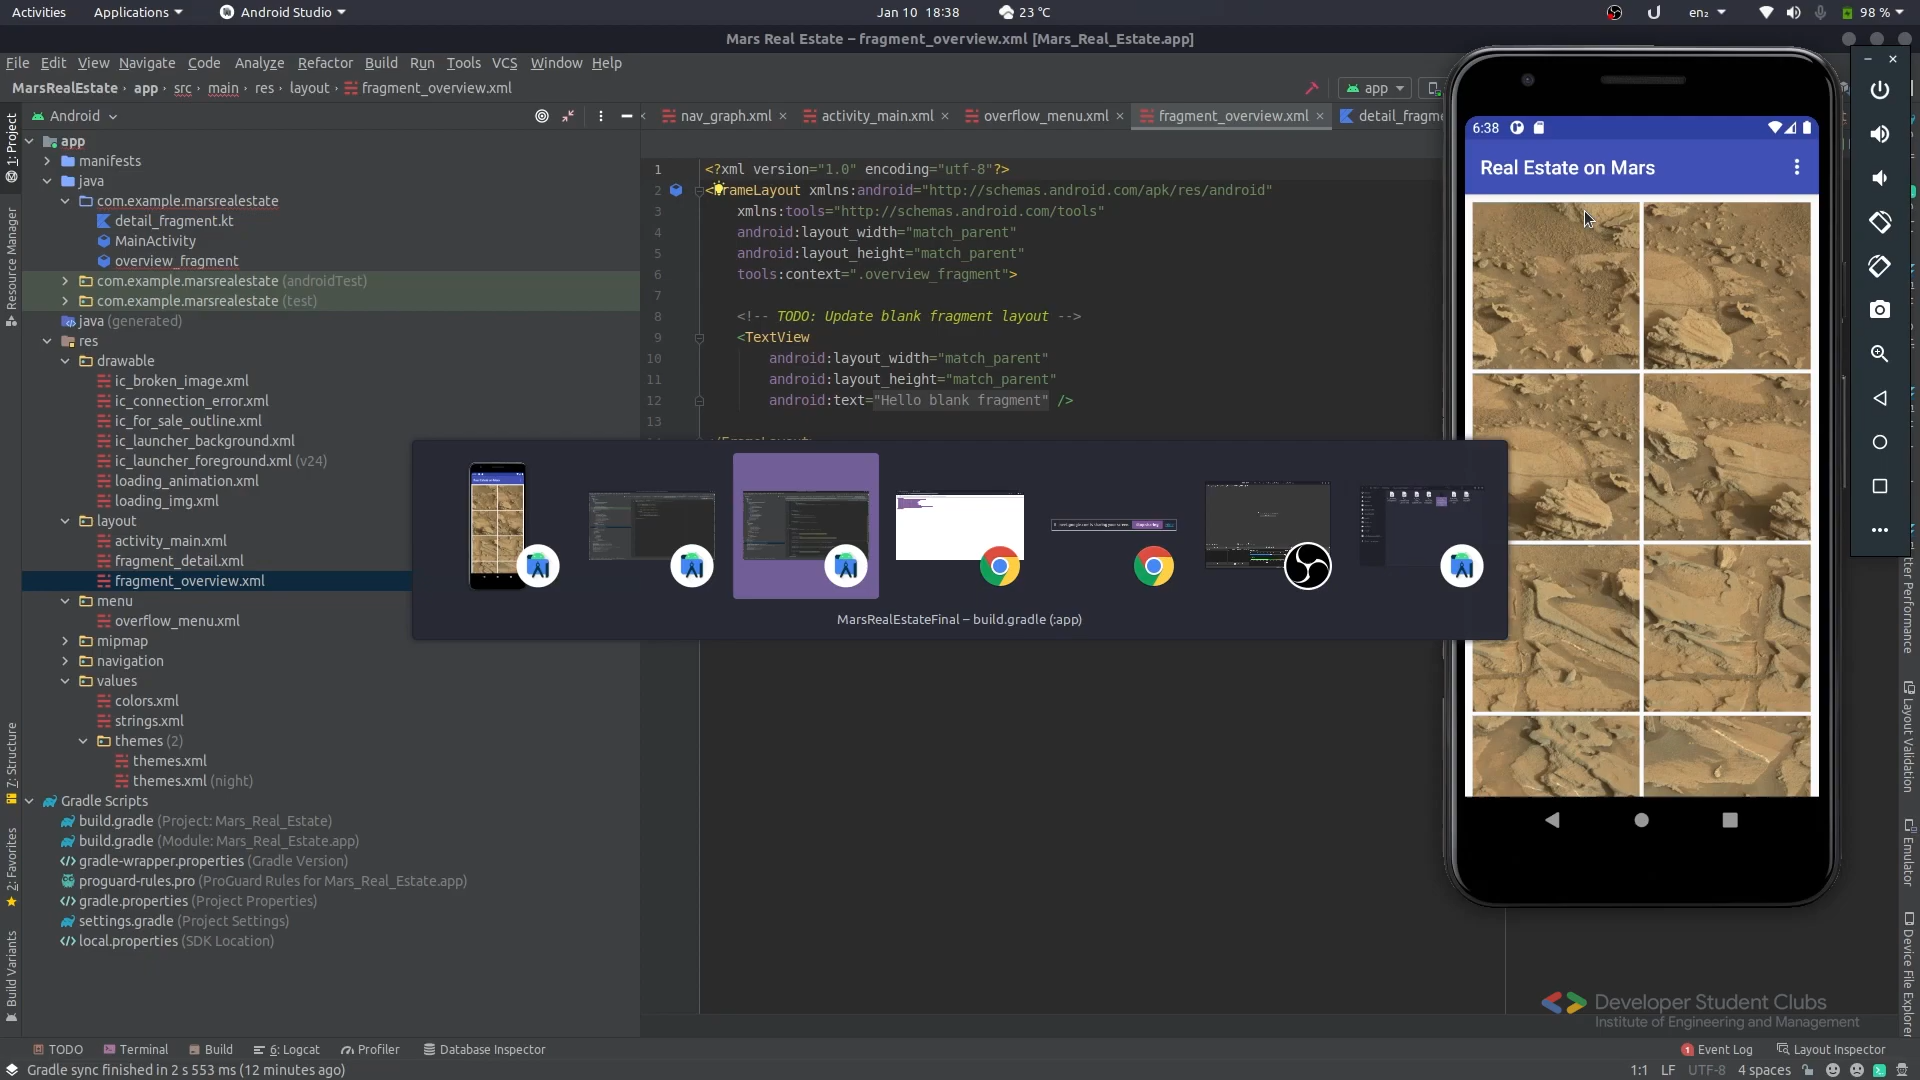 Activities Applications Android Studio Jan 10 18:38 23 °C en₂ 98 %
Mars Real Estate – fragment_overview.xml [Mars_Real_Estate.app]
File Edit View Navigate Code Analyze Refactor Build Run Tools VCS Window Help
MarsRealEstate app src main res layout fragment_overview.xml app
Android nav_graph.xml activity_main.xml overflow_menu.xml fragment_overview.xml detail_fragme
1: Project
Resource Manager
7: Structure
2: Favorites
Build Variants
app
manifests
java
com.example.marsrealestate
detail_fragment.kt
MainActivity
overview_fragment
com.example.marsrealestate (androidTest)
com.example.marsrealestate (test)
java (generated)
res
drawable
ic_broken_image.xml
ic_connection_error.xml
ic_for_sale_outline.xml
ic_launcher_background.xml
ic_launcher_foreground.xml (v24)
loading_animation.xml
loading_img.xml
layout
activity_main.xml
fragment_detail.xml
fragment_overview.xml
menu
overflow_menu.xml
mipmap
navigation
values
colors.xml
strings.xml
themes (2)
themes.xml
themes.xml (night)
Gradle Scripts
build.gradle (Project: Mars_Real_Estate)
build.gradle (Module: Mars_Real_Estate.app)
gradle-wrapper.properties (Gradle Version)
proguard-rules.pro (ProGuard Rules for Mars_Real_Estate.app)
gradle.properties (Project Properties)
settings.gradle (Project Settings)
local.properties (SDK Location)
1 <?xml version="1.0" encoding="utf-8"?>
2 <FrameLayout xmlns:android="http://schemas.android.com/apk/res/android"
3 xmlns:tools="http://schemas.android.com/tools"
4 android:layout_width="match_parent"
5 android:layout_height="match_parent"
6 tools:context=".overview_fragment">
7
8 <!-- TODO: Update blank fragment layout -->
9 <TextView
10 android:layout_width="match_parent"
11 android:layout_height="match_parent"
12 android:text="Hello blank fragment" />
13
MarsRealEstateFinal – build.gradle (:app)
6:38
Real Estate on Mars
Performance
Layout Validation
Emulator
Device File Explorer
Developer Student Clubs
Institute of Engineering and Management
TODO Terminal Build 6: Logcat Profiler Database Inspector 1 Event Log Layout Inspector
Gradle sync finished in 2 s 553 ms (12 minutes ago) 1:1 LF UTF-8 4 spaces